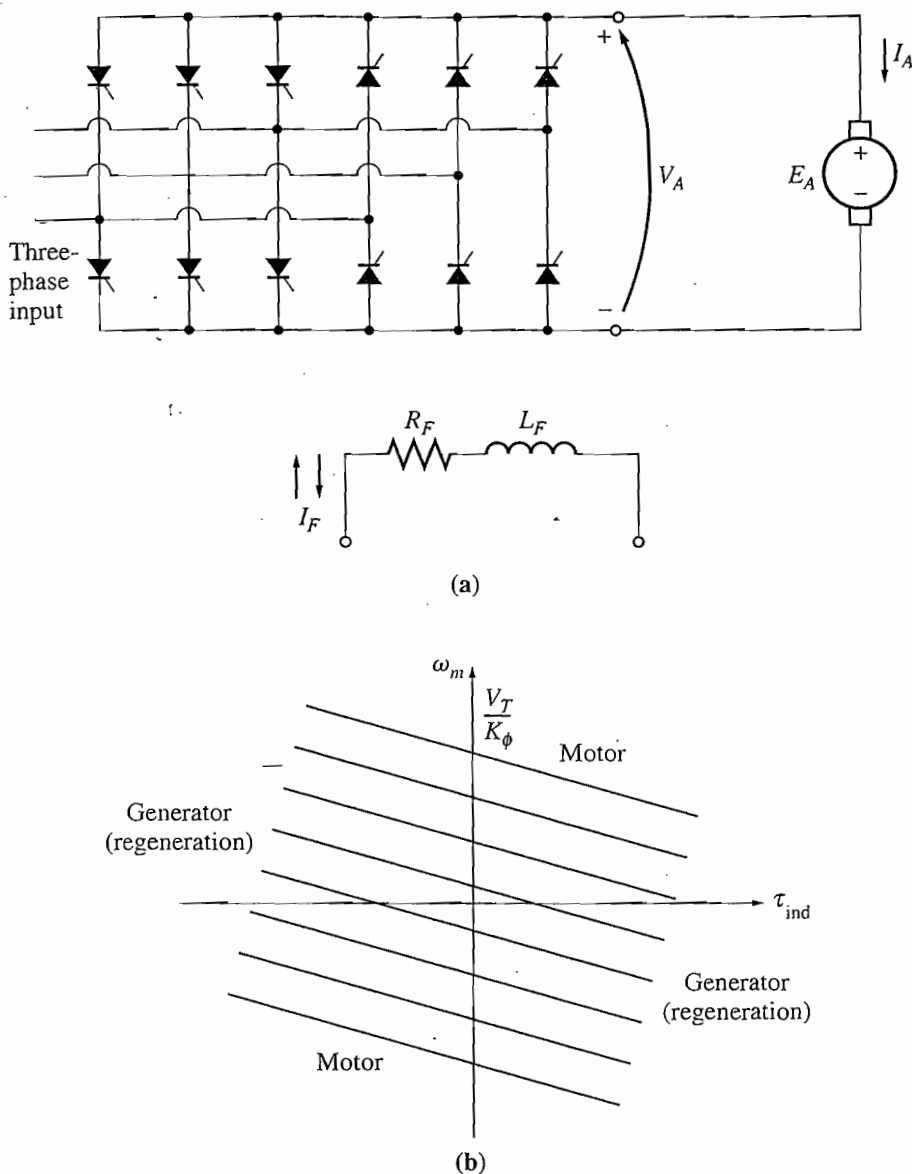 +
I_A
V_A
E_A
+
−
Three-
phase
input
−
R_F
L_F
I_F
(a)
ω_m
V_T
K_ϕ
Motor
Generator
(regeneration)
τ_ind
Generator
(regeneration)
Motor
(b)